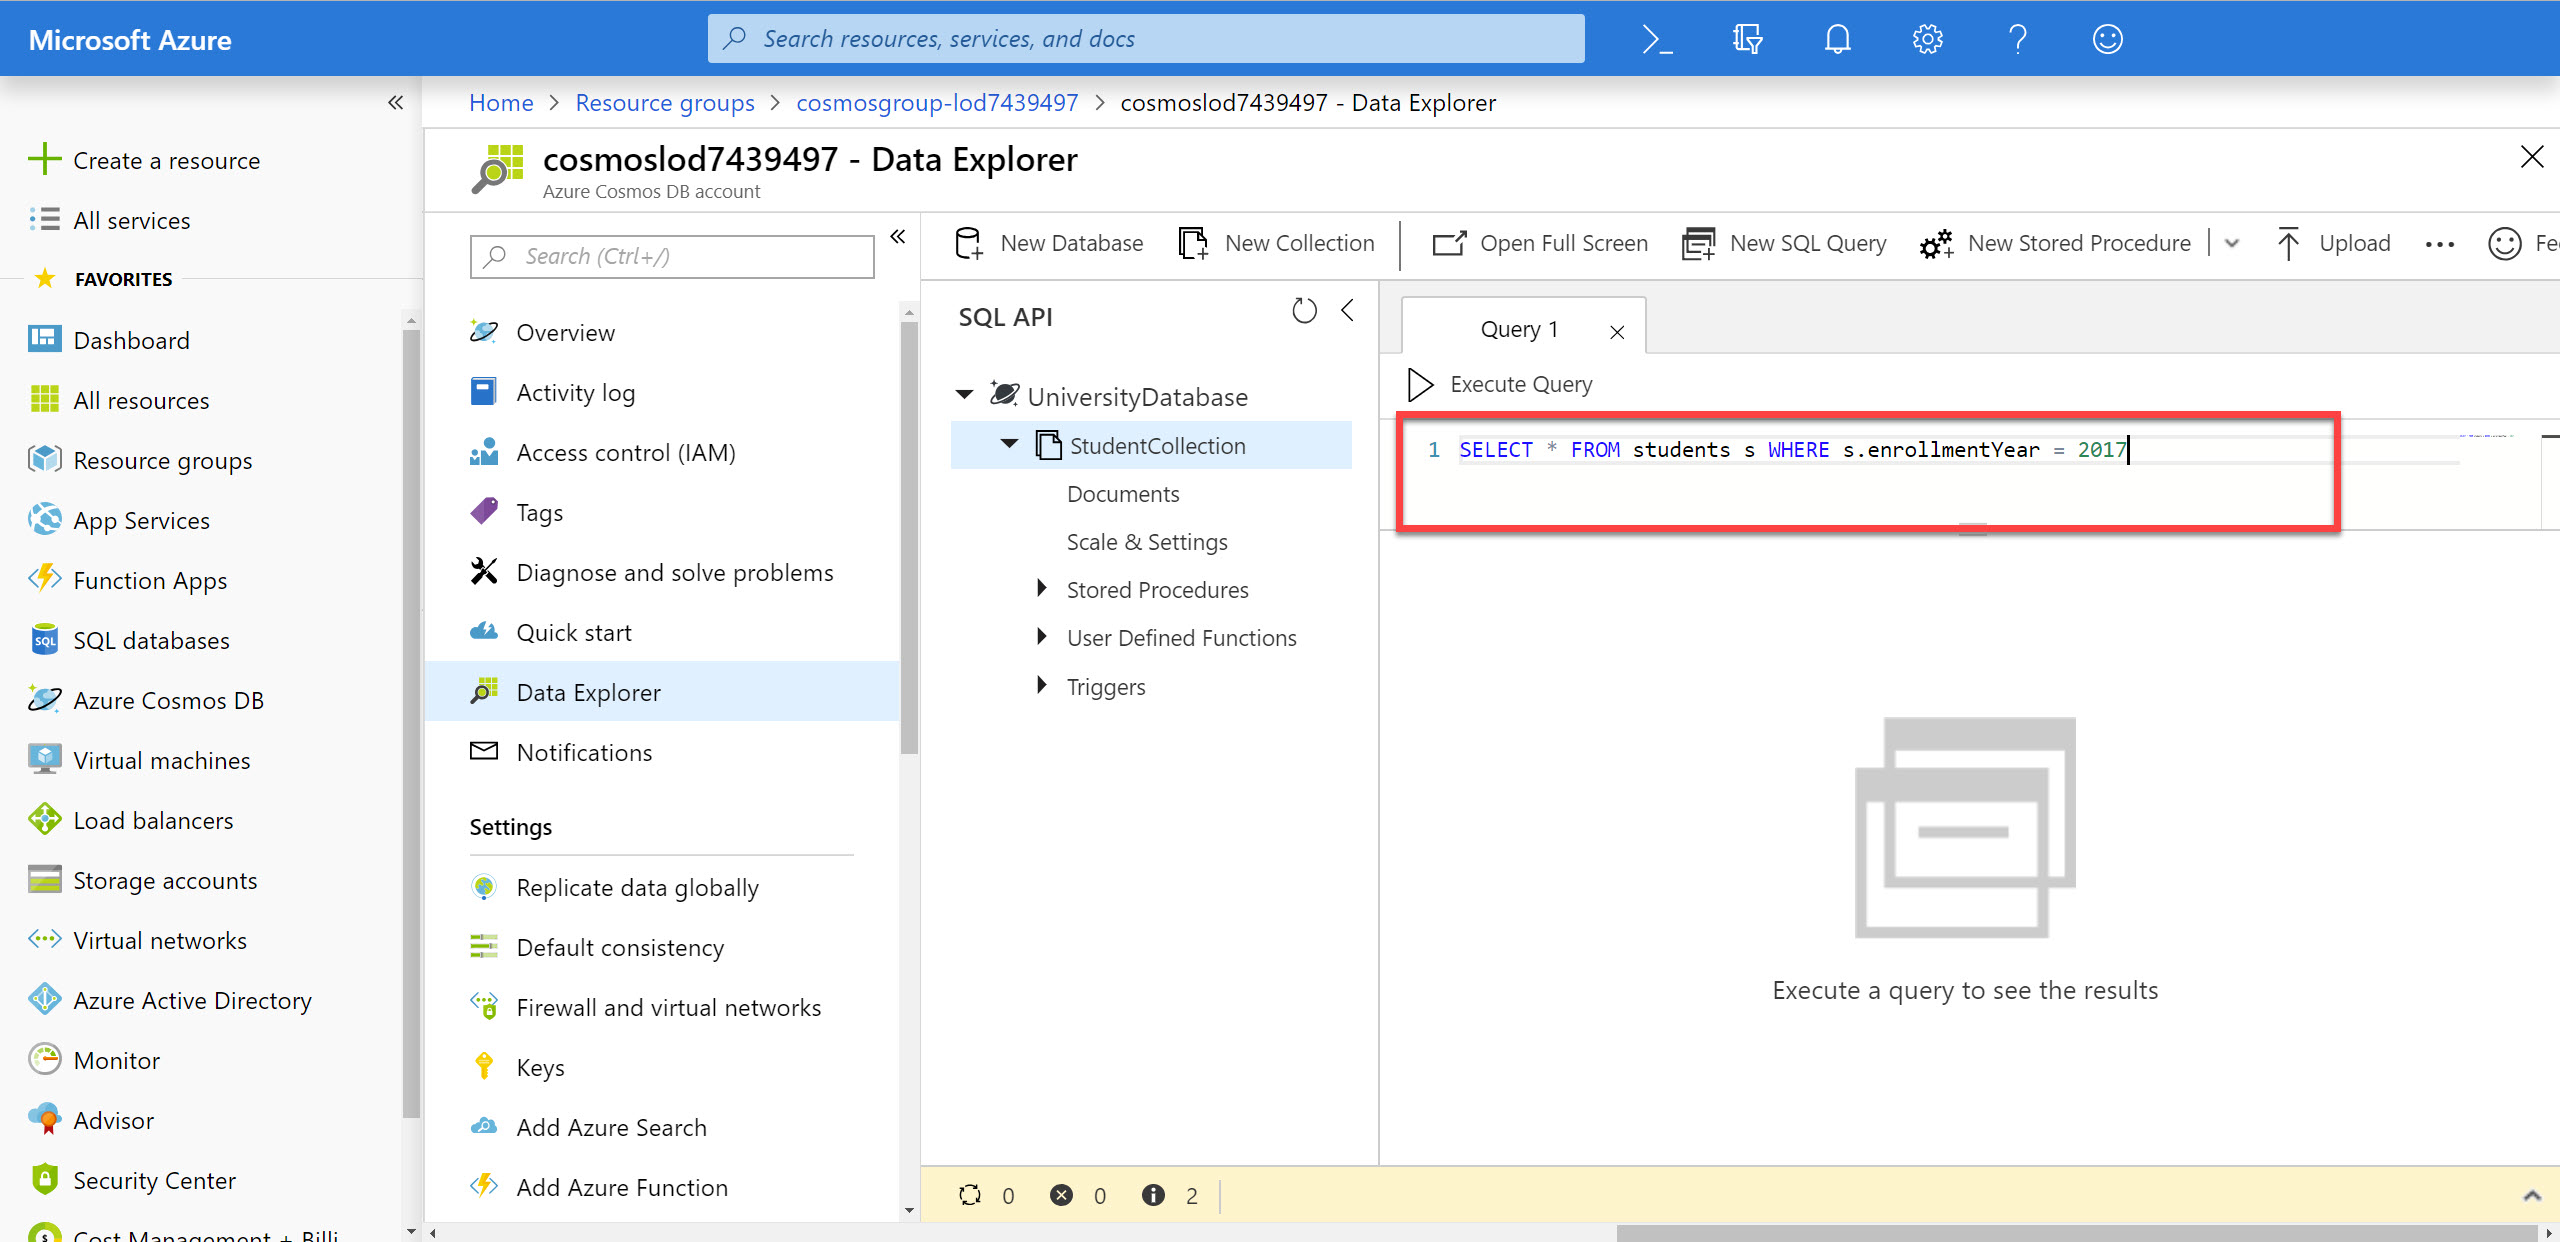 Microsoft Azure
Search resources, services, and docs
Home > Resource groups > cosmosgroup-lod7439497 > cosmoslod7439497 - Data Explorer
Create a resource
All services
FAVORITES
Dashboard
All resources
Resource groups
App Services
Function Apps
SQL databases
Azure Cosmos DB
Virtual machines
Load balancers
Storage accounts
Virtual networks
Azure Active Directory
Monitor
Advisor
Security Center
Cost Management + Billi
cosmoslod7439497 - Data Explorer
Azure Cosmos DB account
Search (Ctrl+/)
Overview
Activity log
Access control (IAM)
Tags
Diagnose and solve problems
Quick start
Data Explorer
Notifications
Settings
Replicate data globally
Default consistency
Firewall and virtual networks
Keys
Add Azure Search
Add Azure Function
New Database New Collection Open Full Screen New SQL Query New Stored Procedure Upload ... Fe
SQL API
UniversityDatabase
StudentCollection
Documents
Scale & Settings
Stored Procedures
User Defined Functions
Triggers
Query 1
Execute Query
1 SELECT * FROM students s WHERE s.enrollmentYear = 2017
Execute a query to see the results
0 0 2